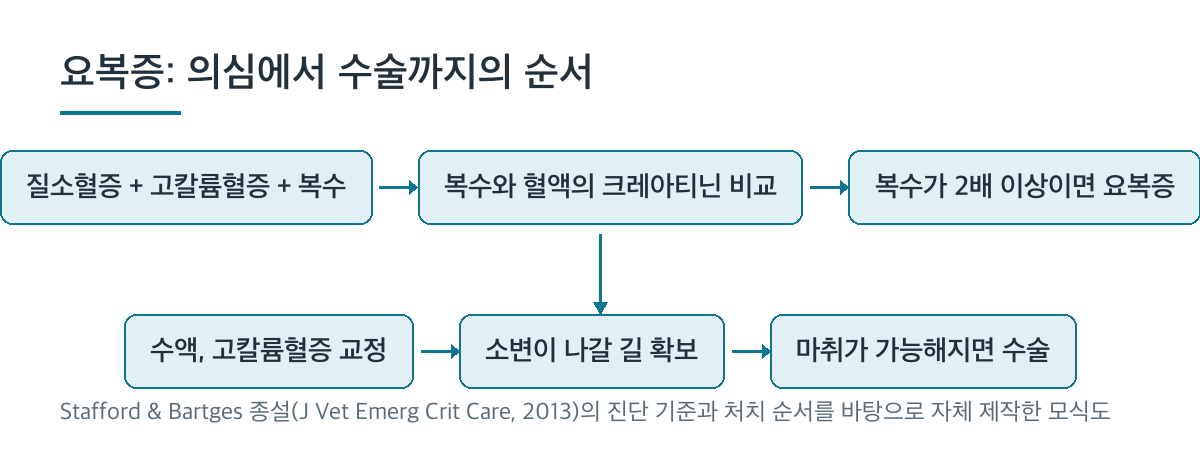 요복증: 의심에서 수술까지의 순서
질소혈증 + 고칼륨혈증 + 복수
복수와 혈액의 크레아티닌 비교
복수가 2배 이상이면 요복증
수액, 고칼륨혈증 교정
소변이 나갈 길 확보
마취가 가능해지면 수술
Stafford & Bartges 종설(J Vet Emerg Crit Care, 2013)의 진단 기준과 처치 순서를 바탕으로 자체 제작한 모식도